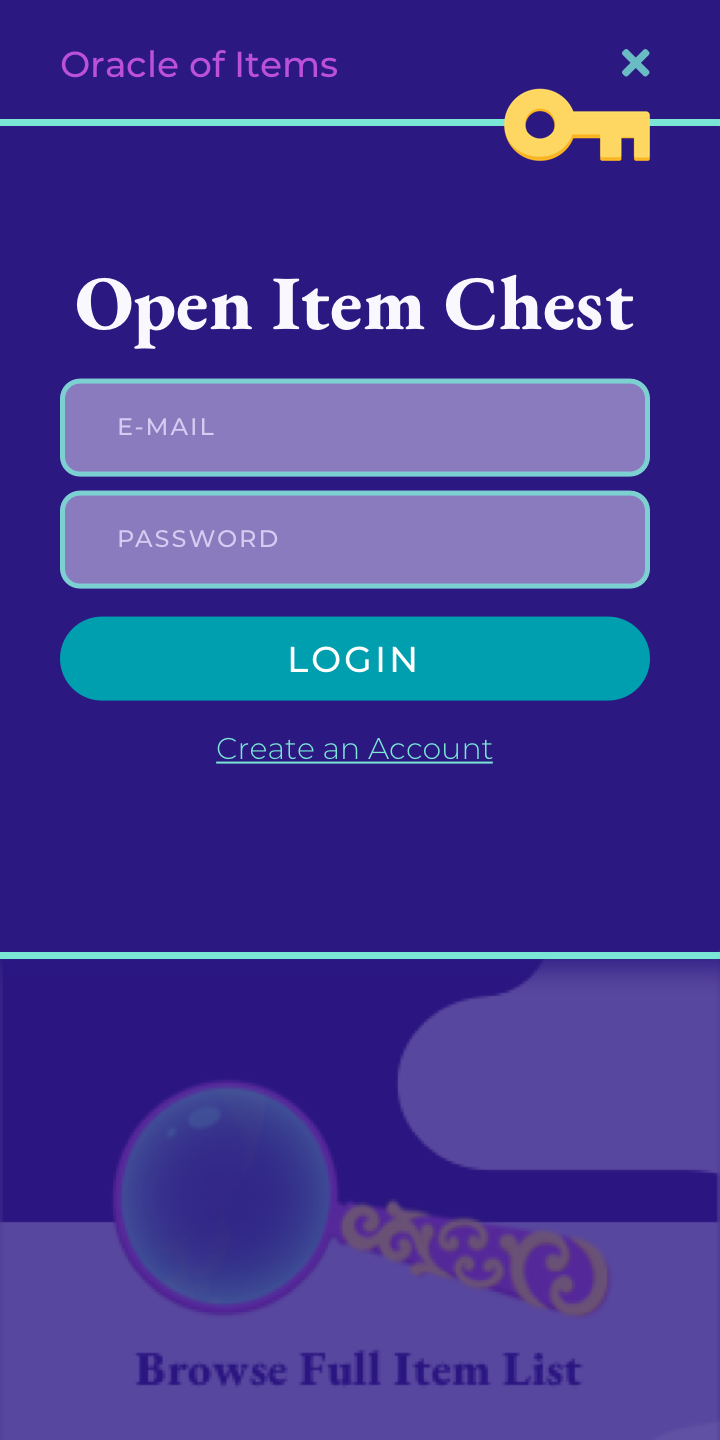 Oracle of Items
Open Item Chest
E-MAIL
PASSWORD
LOGIN
Create an Account
Browse Full Item List